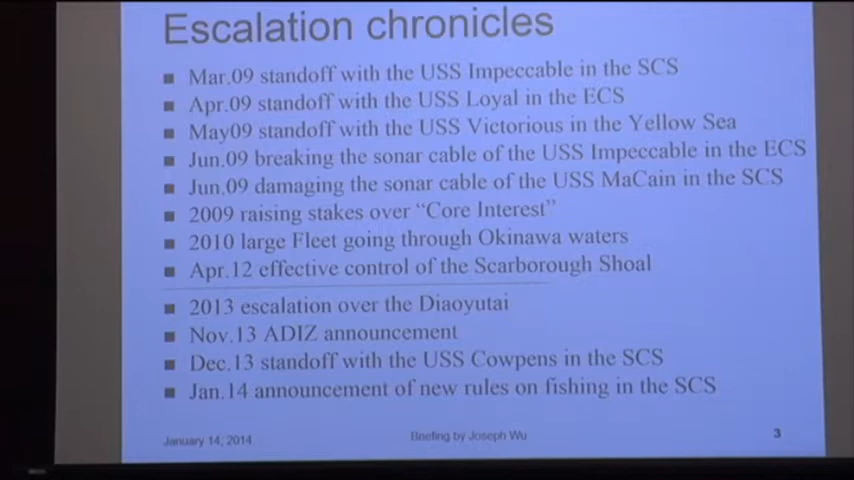 Escalation chronicles
■ Mar.09 standoff with the USS Impeccable in the SCS
■ Apr.09 standoff with the USS Loyal in the ECS
■ May09 standoff with the USS Victorious in the Yellow Sea
■ Jun.09 breaking the sonar cable of the USS Impeccable in the ECS
■ Jun.09 damaging the sonar cable of the USS MaCain in the SCS
■ 2009 raising stakes over “Core Interest”
■ 2010 large Fleet going through Okinawa waters
■ Apr.12 effective control of the Scarborough Shoal
■ 2013 escalation over the Diaoyutai
■ Nov.13 ADIZ announcement
■ Dec.13 standoff with the USS Cowpens in the SCS
■ Jan.14 announcement of new rules on fishing in the SCS
January 14, 2014 Briefing by Joseph Wu 3